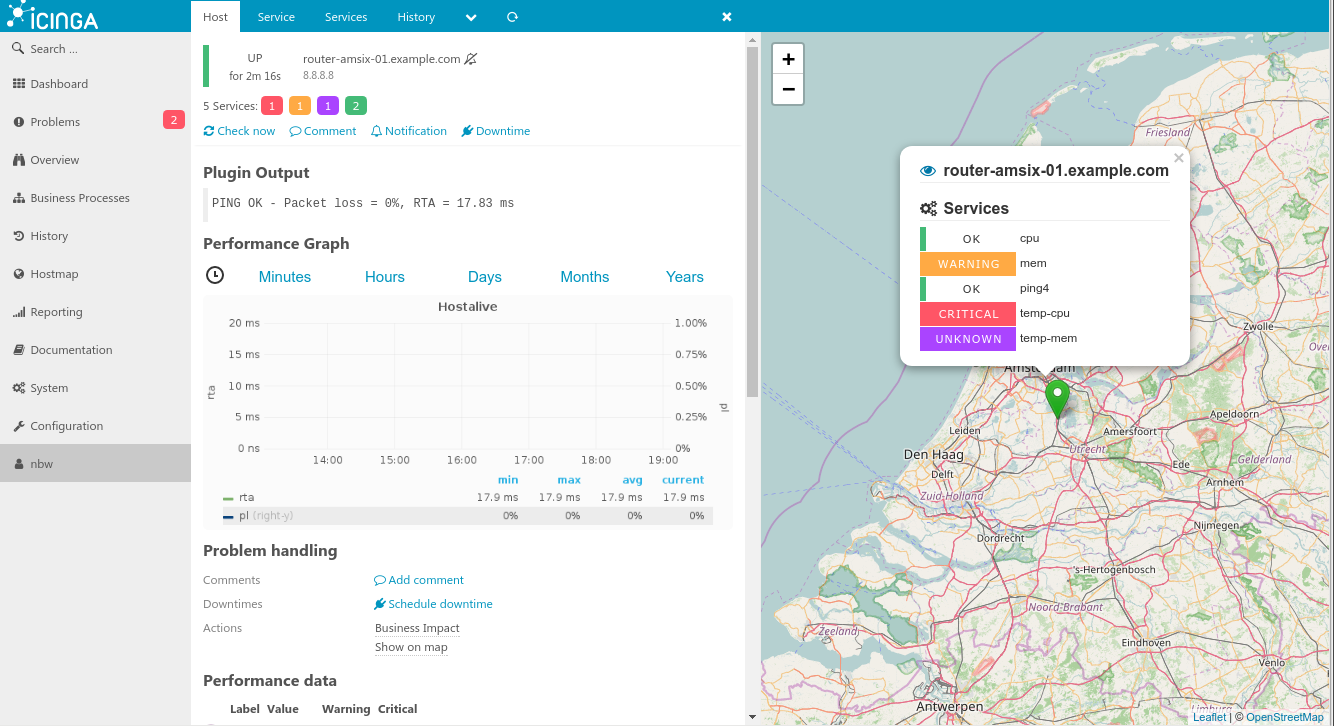 ICINGA
Search ...
Dashboard
Problems 2
Overview
Business Processes
History
Hostmap
Reporting
Documentation
System
Configuration
nbw
Host Service Services History
UP router-amsix-01.example.com
for 2m 16s 8.8.8.8
5 Services: 1 1 1 2
Check now Comment Notification Downtime
Plugin Output
PING OK - Packet loss = 0%, RTA = 17.83 ms
Performance Graph
Minutes Hours Days Months Years
Hostalive
20 ms 1.00%
15 ms 0.75%
10 ms 0.50%
5 ms 0.25%
0 ns 0%
rta
pl
14:00 15:00 16:00 17:00 18:00 19:00
min max avg current
rta 17.9 ms 17.9 ms 17.9 ms 17.9 ms
pl (right-y) 0% 0% 0% 0%
Problem handling
Comments Add comment
Downtimes Schedule downtime
Actions Business Impact
Show on map
Performance data
Label Value Warning Critical
+
−
×
router-amsix-01.example.com
Services
OK cpu
WARNING mem
OK ping4
CRITICAL temp-cpu
UNKNOWN temp-mem
Friesland
Zwolle
Amsterdam
Apeldoorn
Leiden
Amersfoort
Utrecht
Den Haag
Gelderland
Ede
Delft
Arnhem
Zuid-Holland
Nijmegen
Dordrecht
's-Hertogenbosch
Noord-Brabant
Zeeland
Eindhoven
Venlo
Antwerpen
Limburg
Leaflet | © OpenStreetMap